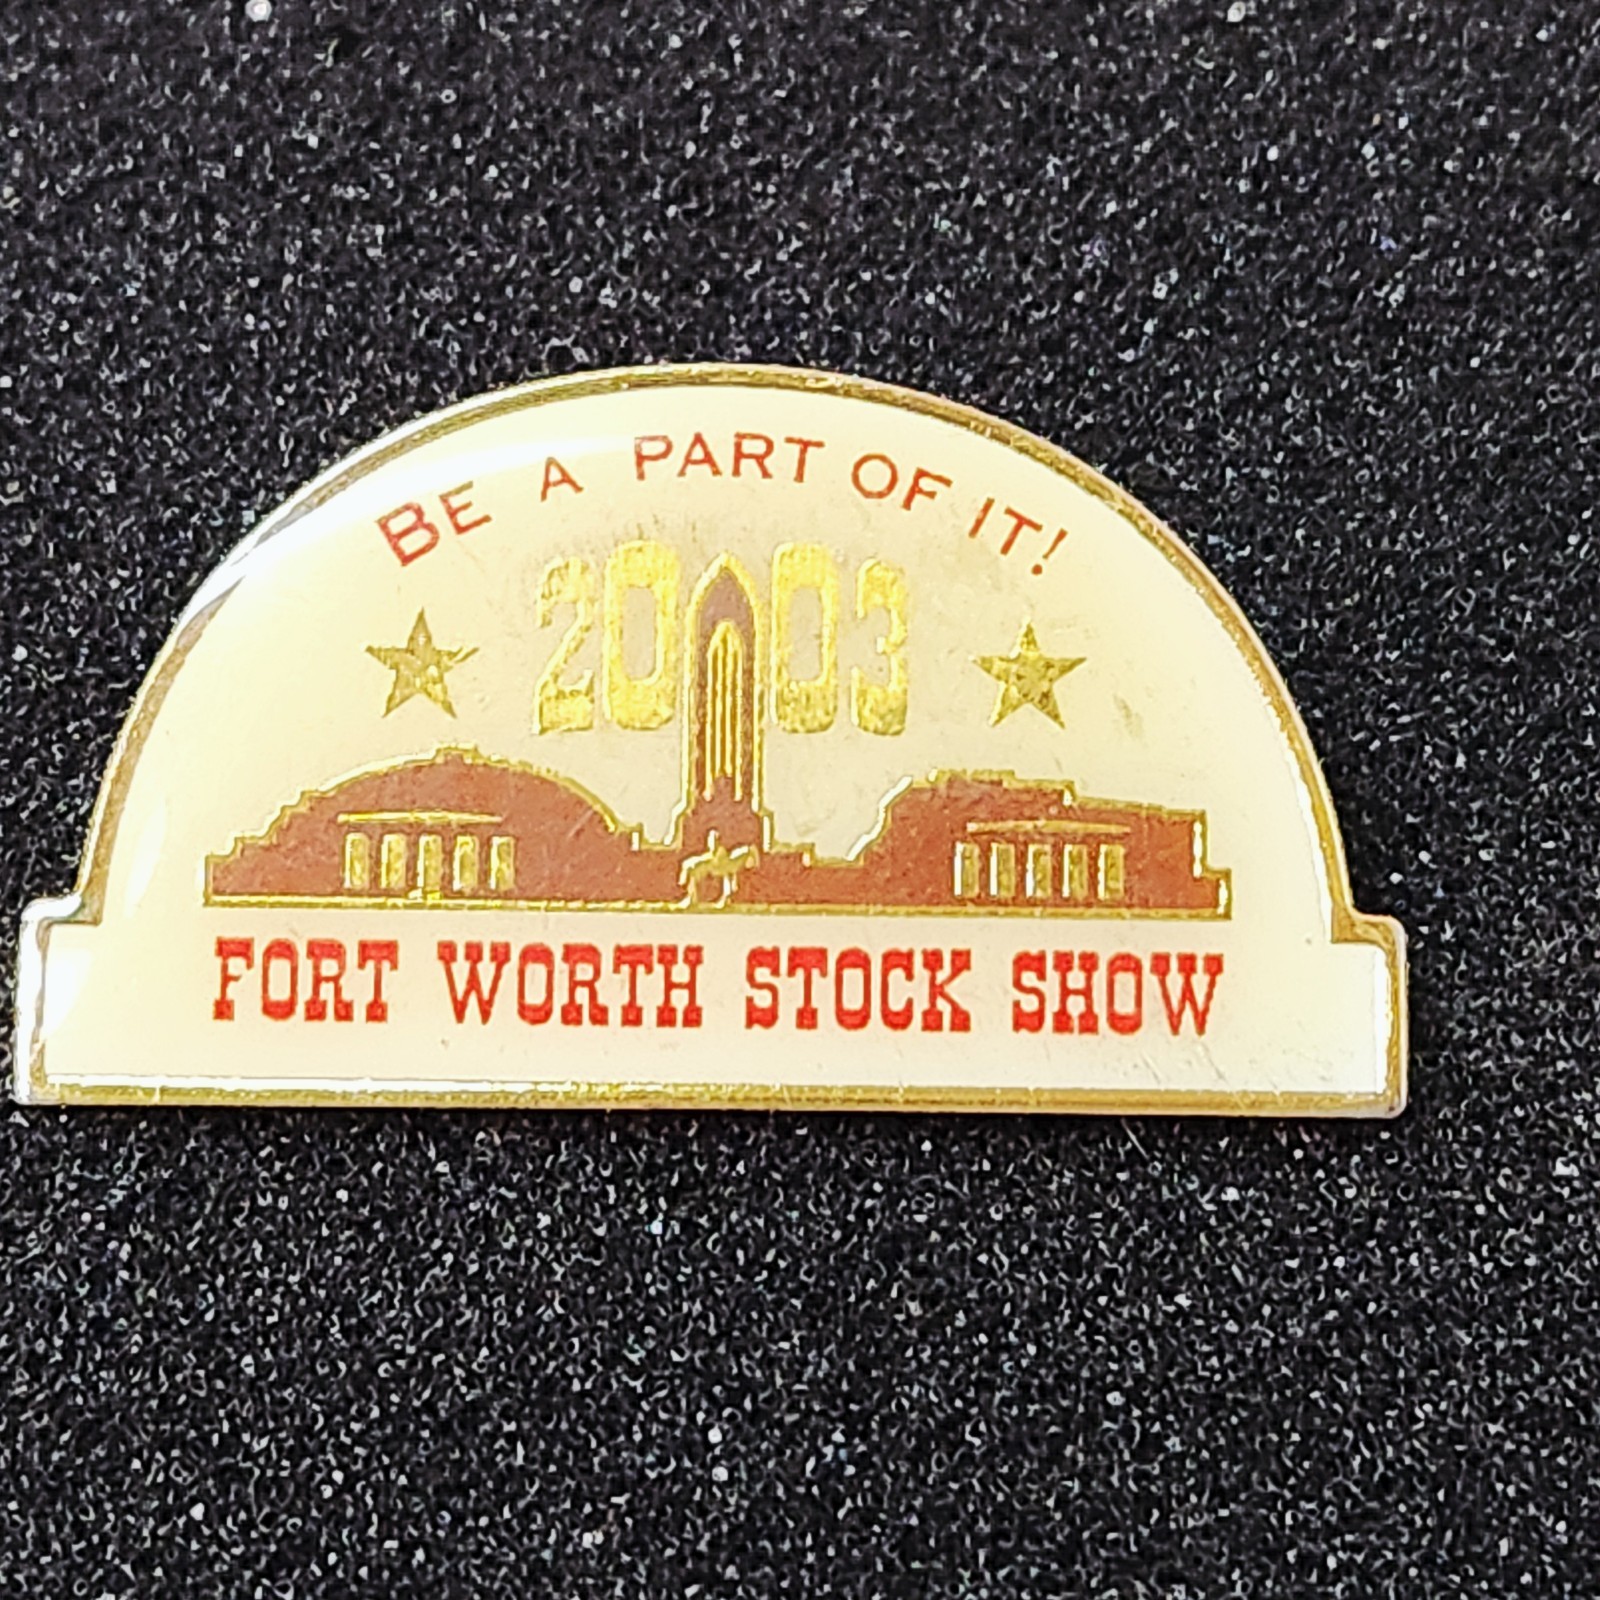 BE A PART OF IT!
2003
FORT WORTH STOCK SHOW